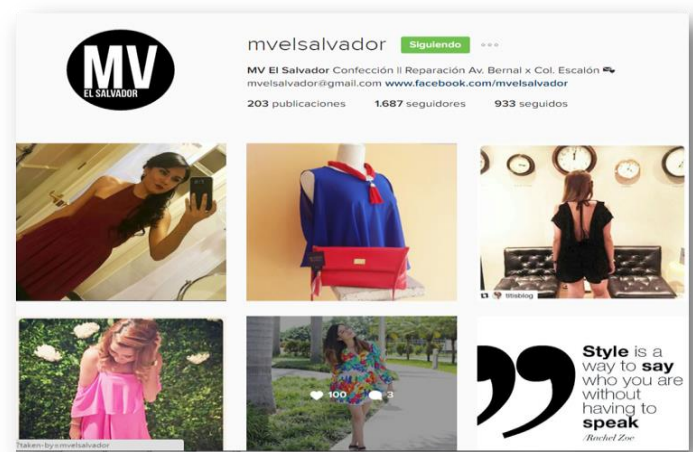 MV
EL SALVADOR
mvelsalvador Siguiendo
MV El Salvador Confección || Reparación Av. Bernal x Col. Escalón
mvelsalvador@gmail.com www.facebook.com/mvelsalvador
203 publicaciones 1.687 seguidores 933 seguidos
titisblog
100 3
Style is a
way to say
who you are
without
having to
speak
/Rachel Zoe
?taken-by=mvelsalvador